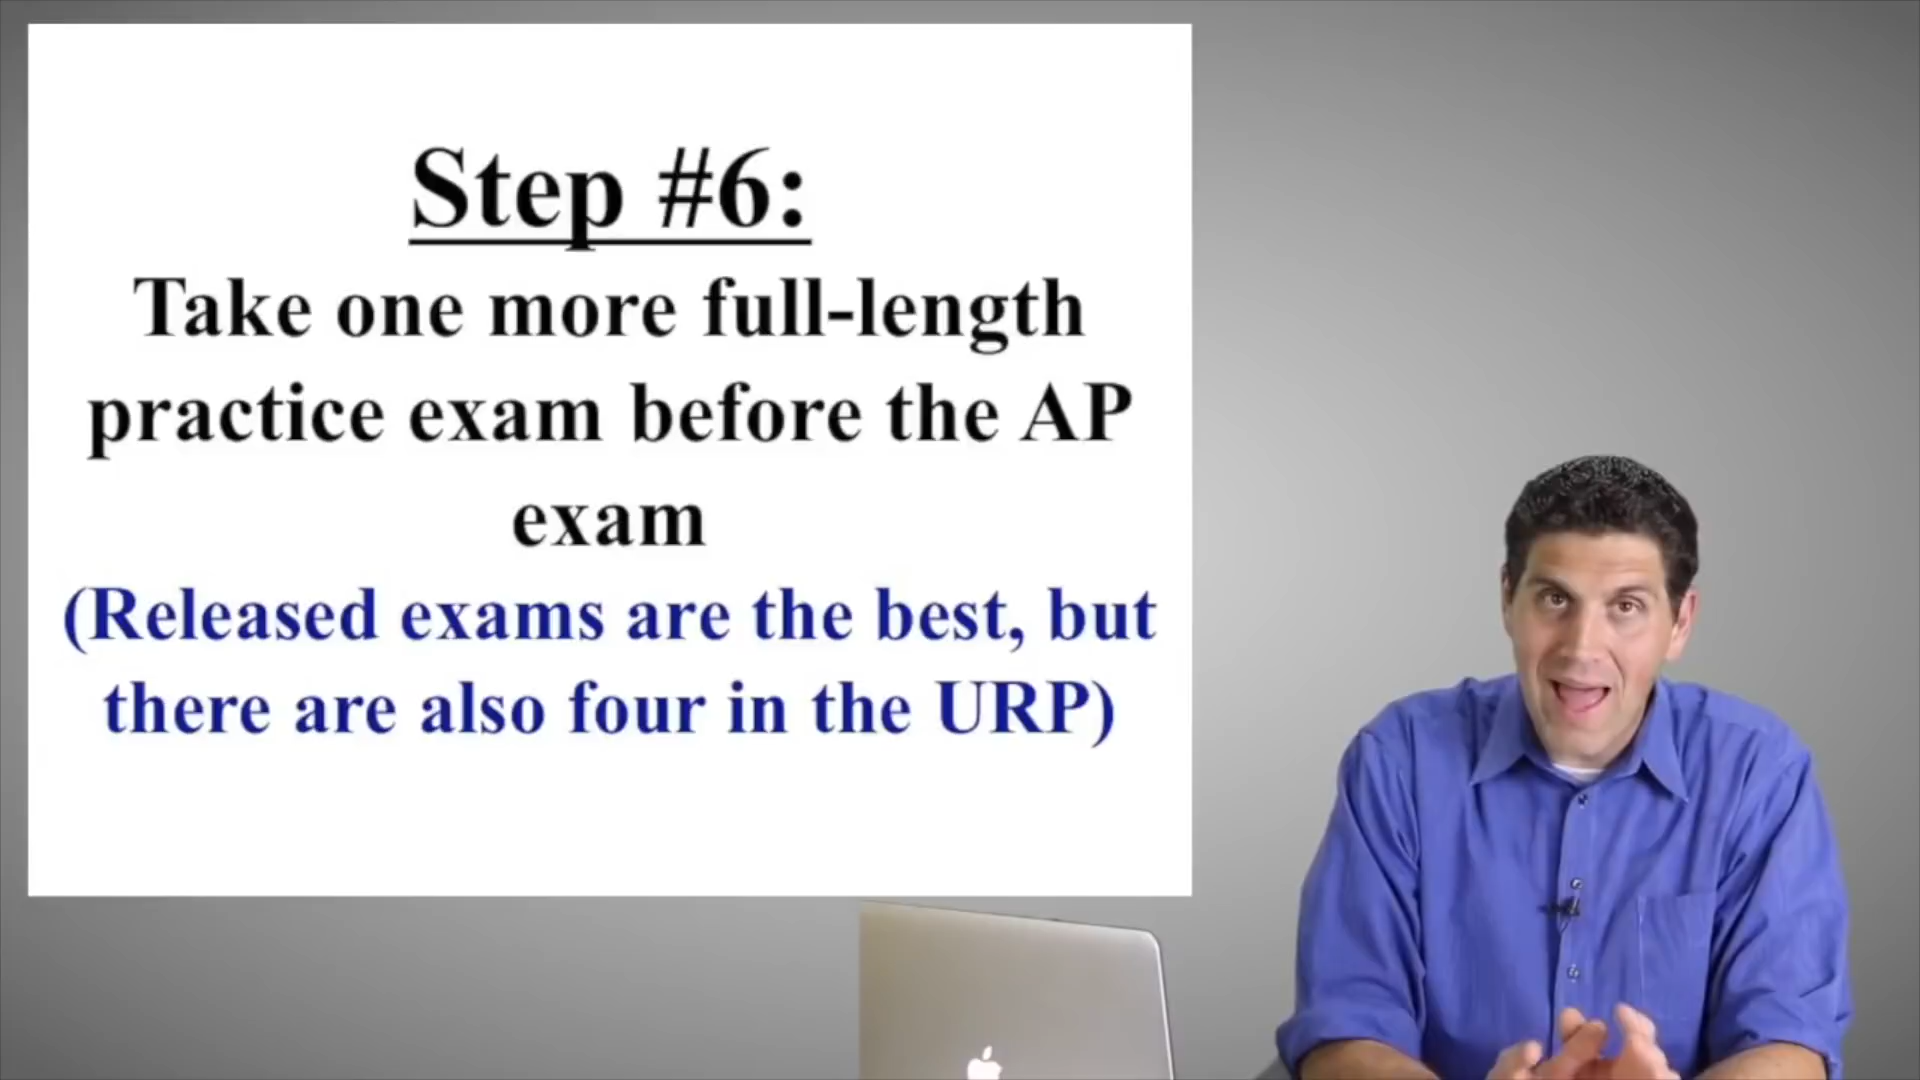 Step #6:
Take one more full-length
practice exam before the AP
exam
(Released exams are the best, but
there are also four in the URP)